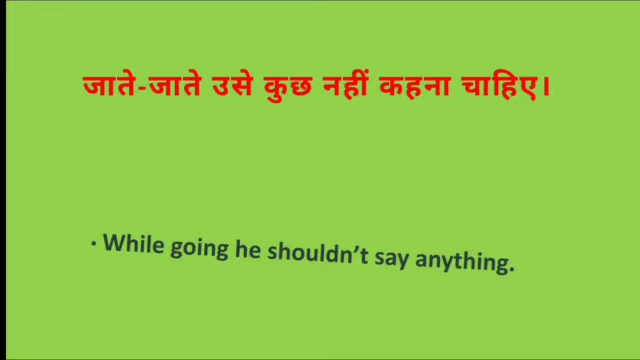 जाते-जाते उसे कुछ नहीं कहना चाहिए।
• While going he shouldn’t say anything.